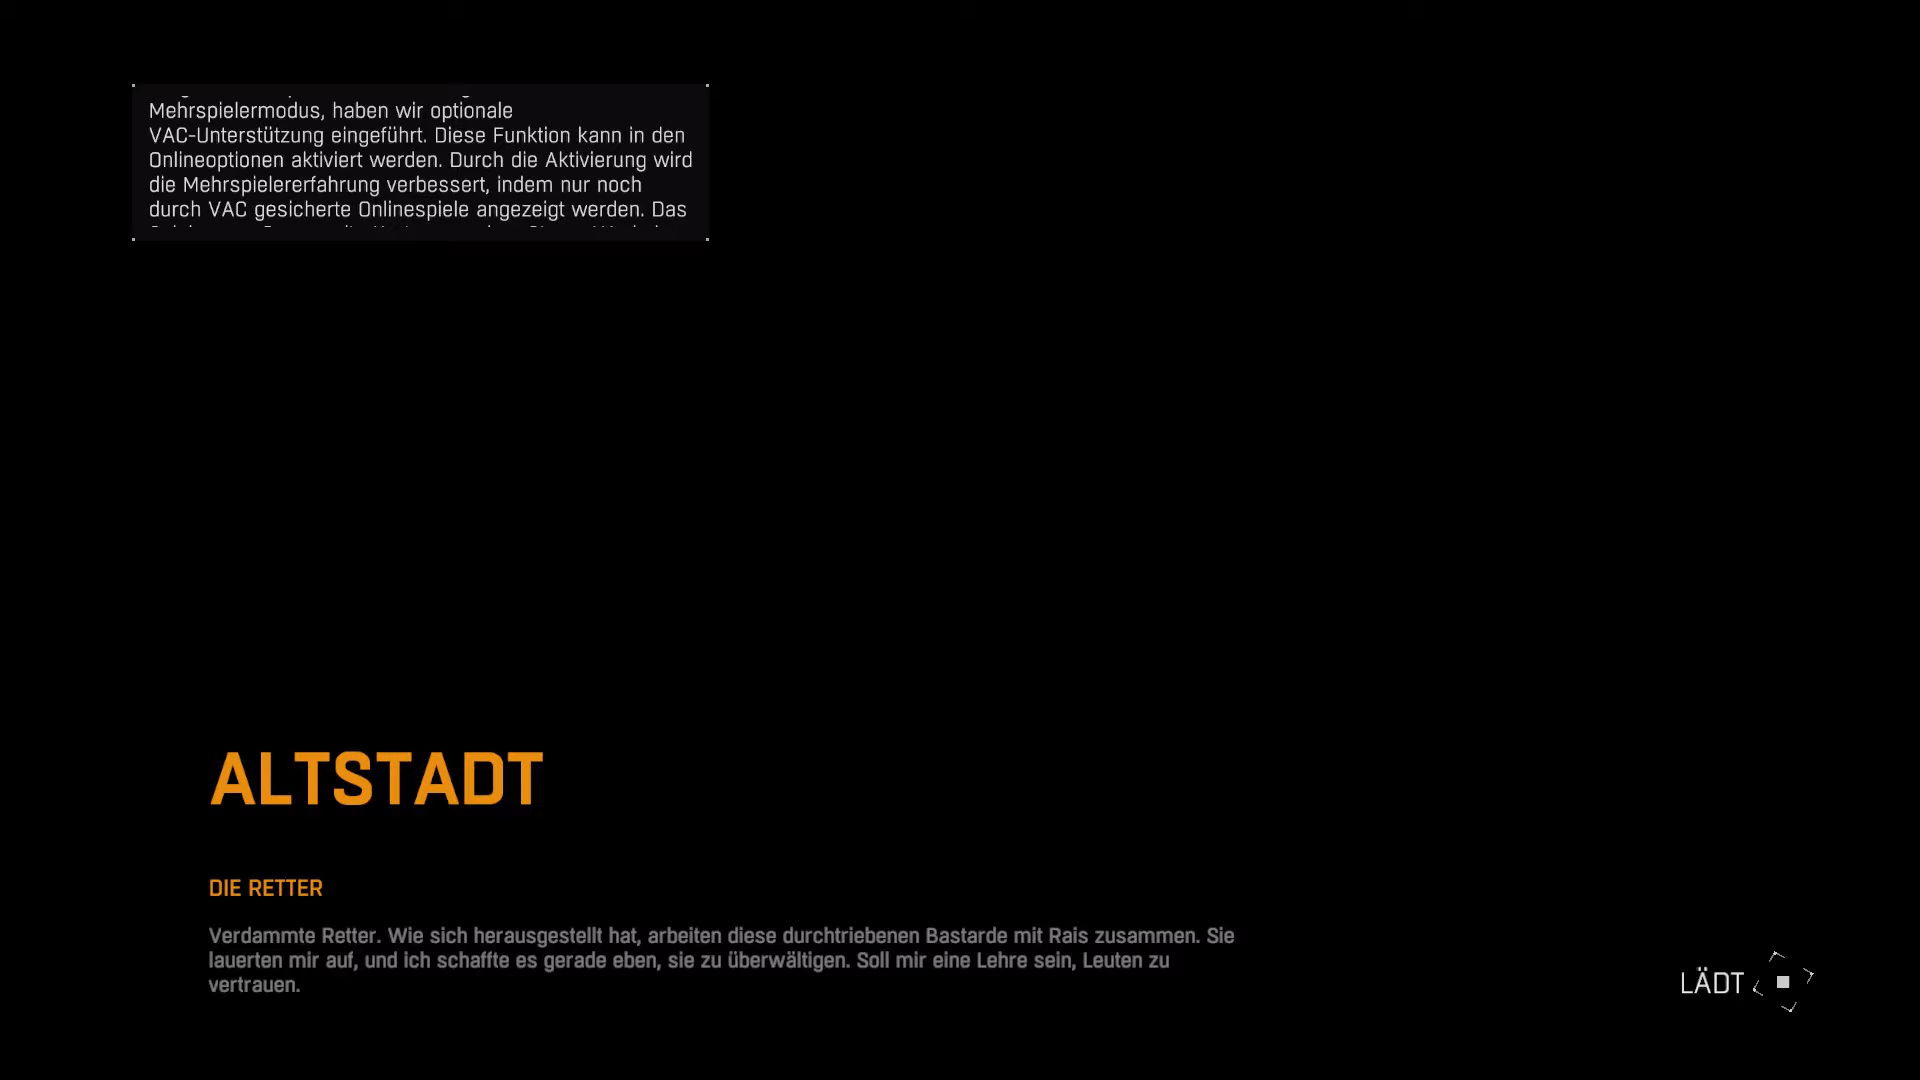 Mehrspielermodus, haben wir optionale
VAC-Unterstützung eingeführt. Diese Funktion kann in den
Onlineoptionen aktiviert werden. Durch die Aktivierung wird
die Mehrspielererfahrung verbessert, indem nur noch
durch VAC gesicherte Onlinespiele angezeigt werden. Das
ALTSTADT
DIE RETTER
Verdammte Retter. Wie sich herausgestellt hat, arbeiten diese durchtriebenen Bastarde mit Rais zusammen. Sie
lauerten mir auf, und ich schaffte es gerade eben, sie zu überwältigen. Soll mir eine Lehre sein, Leuten zu
vertrauen.
LÄDT